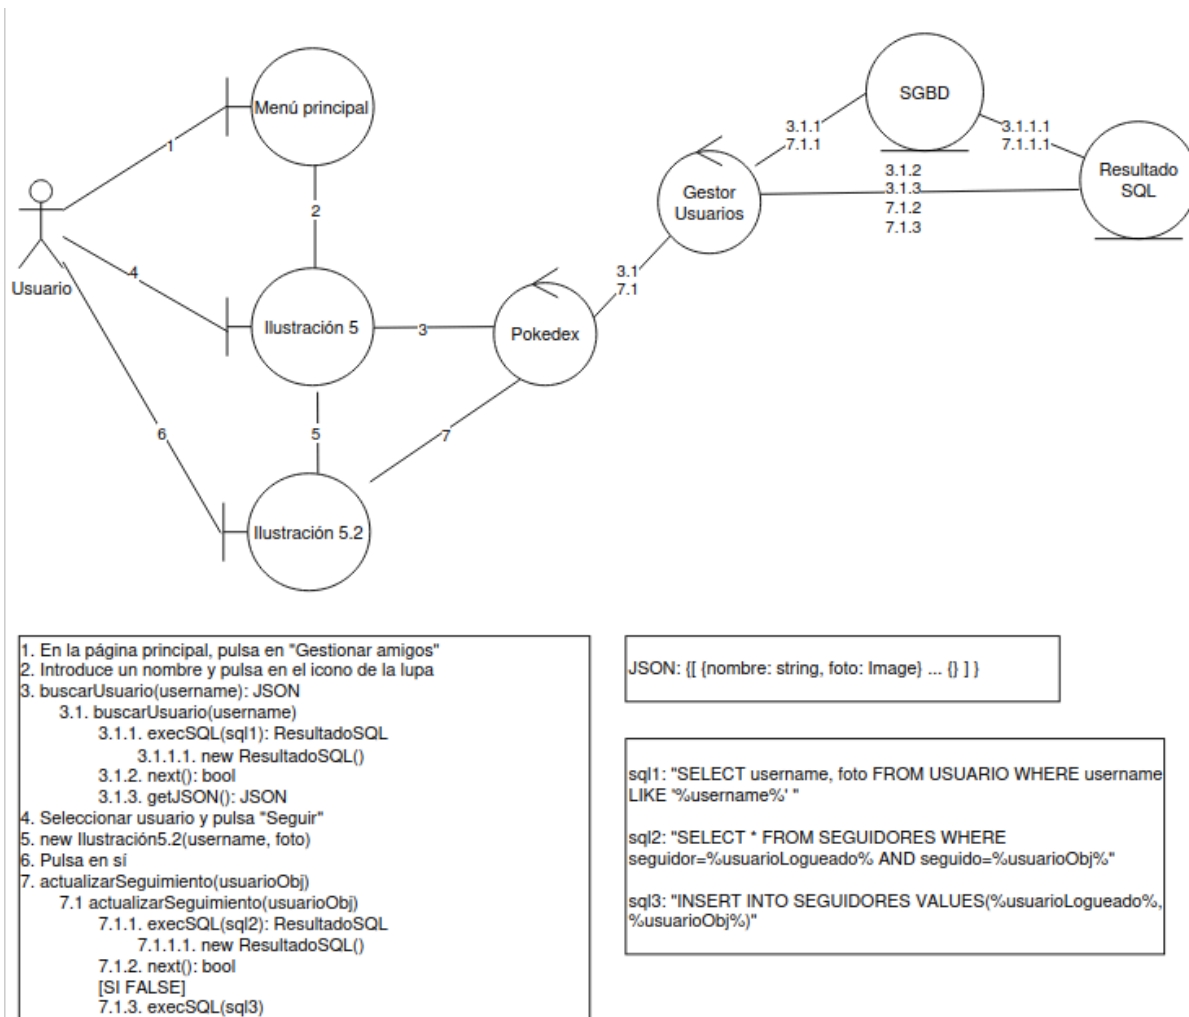 Menú principal
SGBD
1
3.1.1
7.1.1
3.1.1.1
7.1.1.1
Resultado
SQL
3.1.2
3.1.3
7.1.2
7.1.3
Gestor
Usuarios
2
Usuario
4
3.1
7.1
Ilustración 5
3
Pokedex
6
5
7
Ilustración 5.2
1. En la página principal, pulsa en "Gestionar amigos"
2. Introduce un nombre y pulsa en el icono de la lupa
3. buscarUsuario(username): JSON
3.1. buscarUsuario(username)
3.1.1. execSQL(sql1): ResultadoSQL
3.1.1.1. new ResultadoSQL()
3.1.2. next(): bool
3.1.3. getJSON(): JSON
4. Seleccionar usuario y pulsa "Seguir"
5. new Ilustración5.2(username, foto)
6. Pulsa en sí
7. actualizarSeguimiento(usuarioObj)
7.1 actualizarSeguimiento(usuarioObj)
7.1.1. execSQL(sql2): ResultadoSQL
7.1.1.1. new ResultadoSQL()
7.1.2. next(): bool
[SI FALSE]
7.1.3. execSQL(sql3)
JSON: {[ {nombre: string, foto: Image} ... {} ] }
sql1: "SELECT username, foto FROM USUARIO WHERE username
LIKE '%username%' "
sql2: "SELECT * FROM SEGUIDORES WHERE
seguidor=%usuarioLogueado% AND seguido=%usuarioObj%"
sql3: "INSERT INTO SEGUIDORES VALUES(%usuarioLogueado%,
%usuarioObj%)"